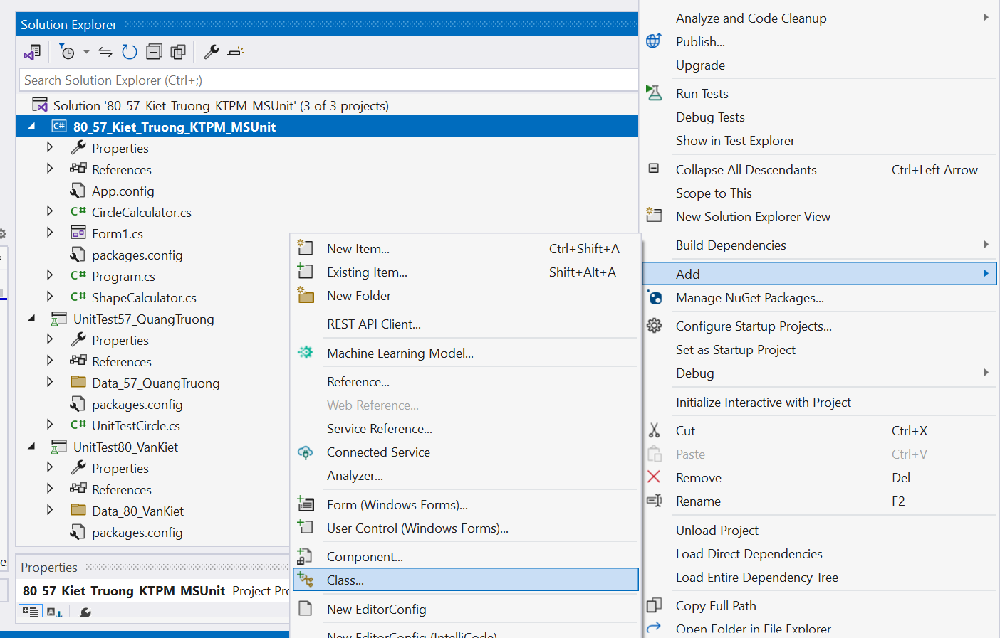 Solution Explorer
Search Solution Explorer (Ctrl+;)
Solution '80_57_Kiet_Truong_KTPM_MSUnit' (3 of 3 projects)
C# 80_57_Kiet_Truong_KTPM_MSUnit
Properties
References
App.config
C# CircleCalculator.cs
Form1.cs
packages.config
C# Program.cs
C# ShapeCalculator.cs
UnitTest57_QuangTruong
Properties
References
Data_57_QuangTruong
packages.config
C# UnitTestCircle.cs
UnitTest80_VanKiet
Properties
References
Data_80_VanKiet
packages.config
Properties
80_57_Kiet_Truong_KTPM_MSUnit Project Pro
New Item... Ctrl+Shift+A
Existing Item... Shift+Alt+A
New Folder
REST API Client...
Machine Learning Model...
Reference...
Web Reference...
Service Reference...
Connected Service
Analyzer...
Form (Windows Forms)...
User Control (Windows Forms)...
Component...
Class...
New EditorConfig
New EditorConfig (IntelliCode)
Analyze and Code Cleanup
Publish...
Upgrade
Run Tests
Debug Tests
Show in Test Explorer
Collapse All Descendants Ctrl+Left Arrow
Scope to This
New Solution Explorer View
Build Dependencies
Add
Manage NuGet Packages...
Configure Startup Projects...
Set as Startup Project
Debug
Initialize Interactive with Project
Cut Ctrl+X
Paste Ctrl+V
Remove Del
Rename F2
Unload Project
Load Direct Dependencies
Load Entire Dependency Tree
Copy Full Path
Open Folder in File Explorer